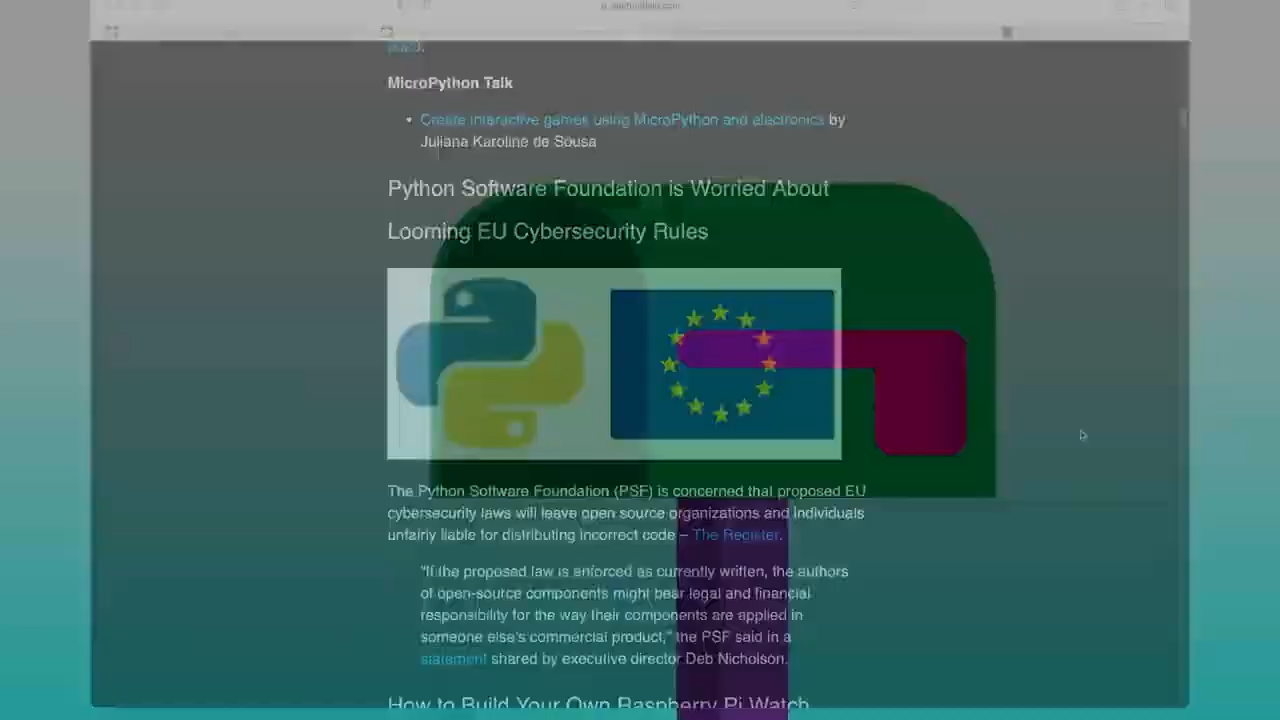 MicroPython Talk
• Create interactive games using MicroPython and electronics by
Juliana Karoline de Sousa
Python Software Foundation is Worried About
Looming EU Cybersecurity Rules
The Python Software Foundation (PSF) is concerned that proposed EU
cybersecurity laws will leave open source organizations and individuals
unfairly liable for distributing incorrect code – The Register.
"If the proposed law is enforced as currently written, the authors
of open-source components might bear legal and financial
responsibility for the way their components are applied in
someone else's commercial product," the PSF said in a
statement shared by executive director Deb Nicholson.
How to Build Your Own Raspberry Pi Watch